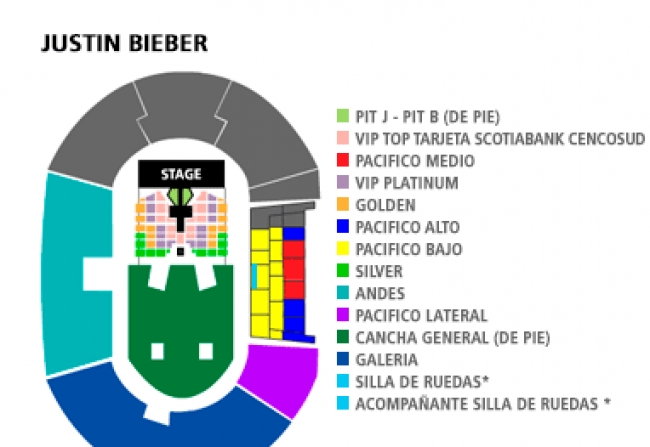 JUSTIN BIEBER
STAGE
PIT J - PIT B (DE PIE)
VIP TOP TARJETA SCOTIABANK CENCOSUD
PACIFICO MEDIO
VIP PLATINUM
GOLDEN
PACIFICO ALTO
PACIFICO BAJO
SILVER
ANDES
PACIFICO LATERAL
CANCHA GENERAL (DE PIE)
GALERIA
SILLA DE RUEDAS*
ACOMPAÑANTE SILLA DE RUEDAS *